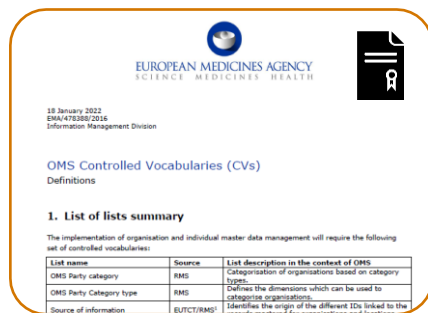 EUROPEAN MEDICINES AGENCY
SCIENCE MEDICINES HEALTH
18 January 2022
EMA/478388/2016
Information Management Division
OMS Controlled Vocabularies (CVs)
Definitions
1. List of lists summary
The implementation of organisation and individual master data management will require the following
set of controlled vocabularies:
List name Source List description in the context of OMS
OMS Party category RMS Categorisation of organisations based on category
types.
OMS Party Category type RMS Defines the dimensions which can be used to
categorise organisations.
Source of information EUTCT/RMS¹ Identifies the origin of the different IDs linked to the